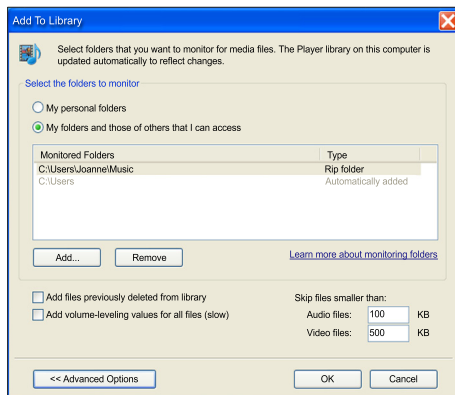 Add To Library
Select folders that you want to monitor for media files. The Player library on this computer is
updated automatically to reflect changes.
Select the folders to monitor
My personal folders
My folders and those of others that I can access
Monitored Folders Type
C:\Users\Joanne\Music Rip folder
C:\Users Automatically added
Add... Remove Learn more about monitoring folders
Add files previously deleted from library
Add volume-leveling values for all files (slow)
Skip files smaller than:
Audio files: 100 KB
Video files: 500 KB
<< Advanced Options OK Cancel